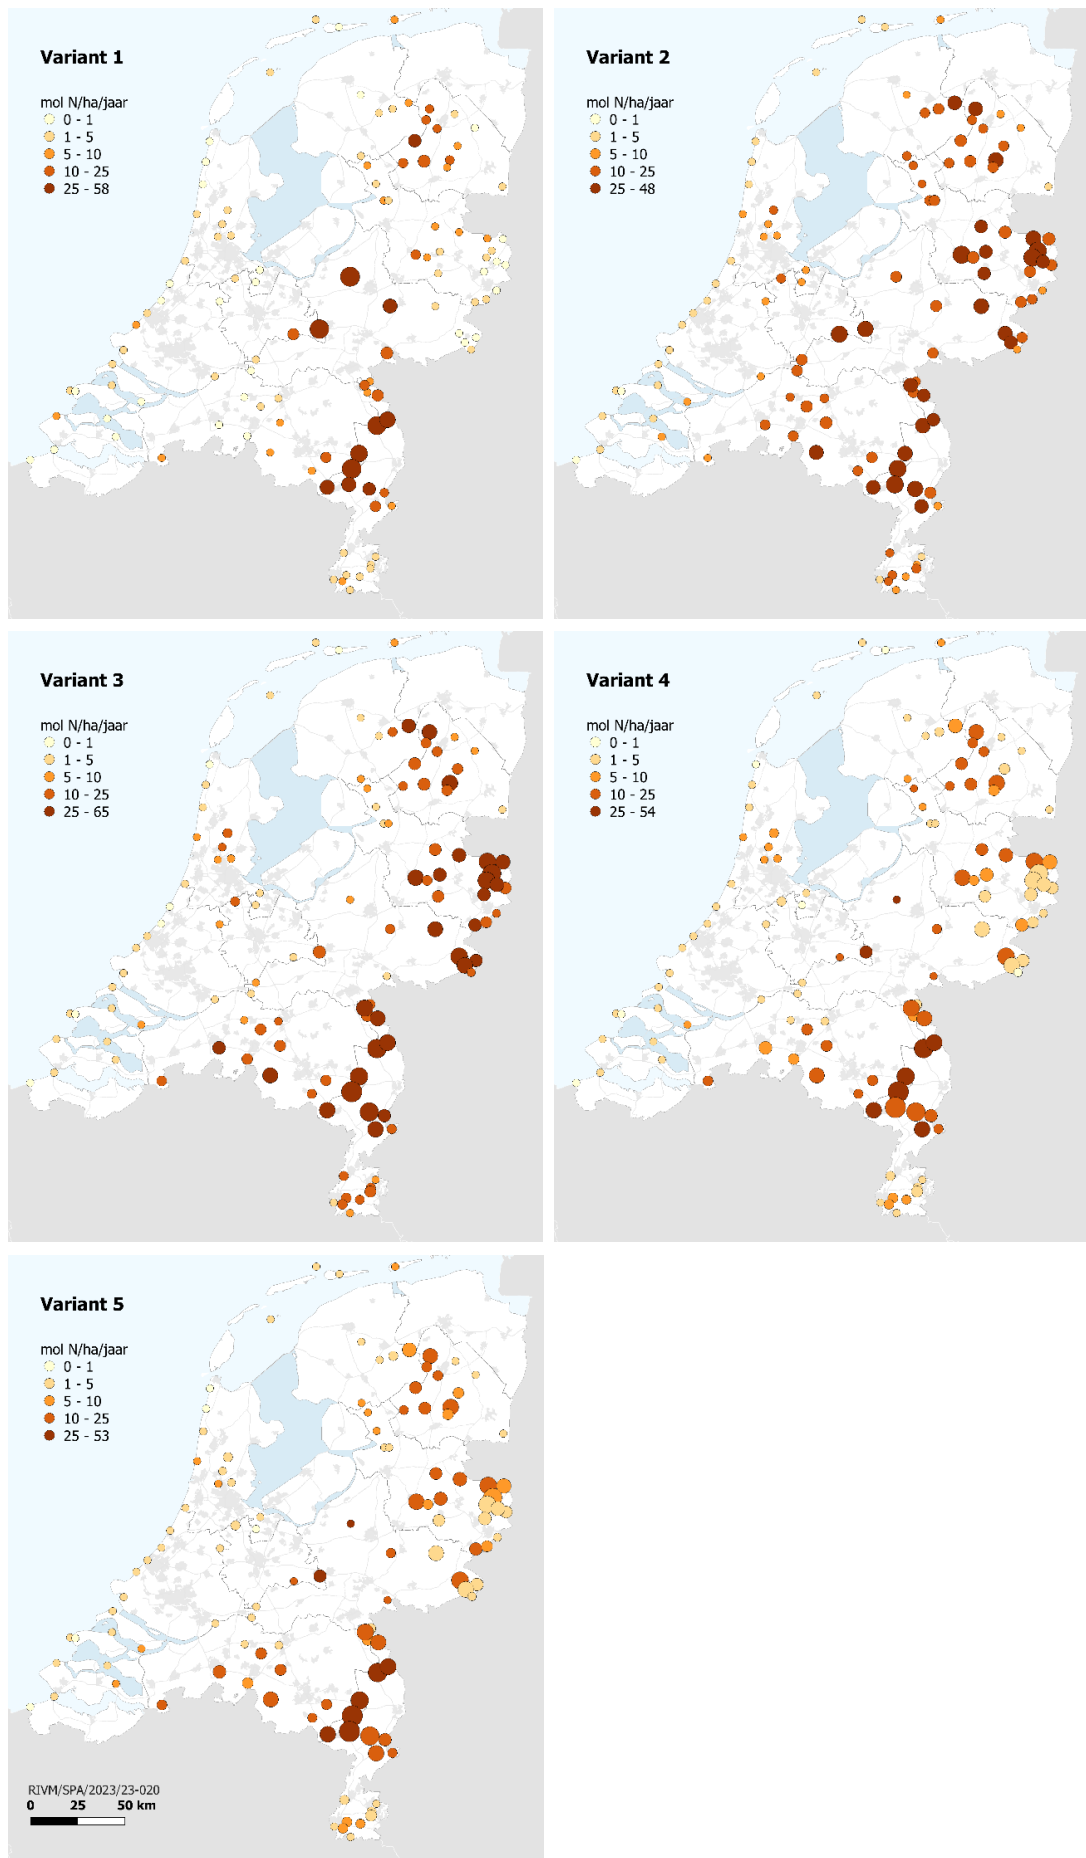 Variant 1
mol N/ha/jaar
0 - 1
1 - 5
5 - 10
10 - 25
25 - 58
Variant 2
mol N/ha/jaar
0 - 1
1 - 5
5 - 10
10 - 25
25 - 48
Variant 3
mol N/ha/jaar
0 - 1
1 - 5
5 - 10
10 - 25
25 - 65
Variant 4
mol N/ha/jaar
0 - 1
1 - 5
5 - 10
10 - 25
25 - 54
Variant 5
mol N/ha/jaar
0 - 1
1 - 5
5 - 10
10 - 25
25 - 53
RIVM/SPA/2023/23-020
0 25 50 km